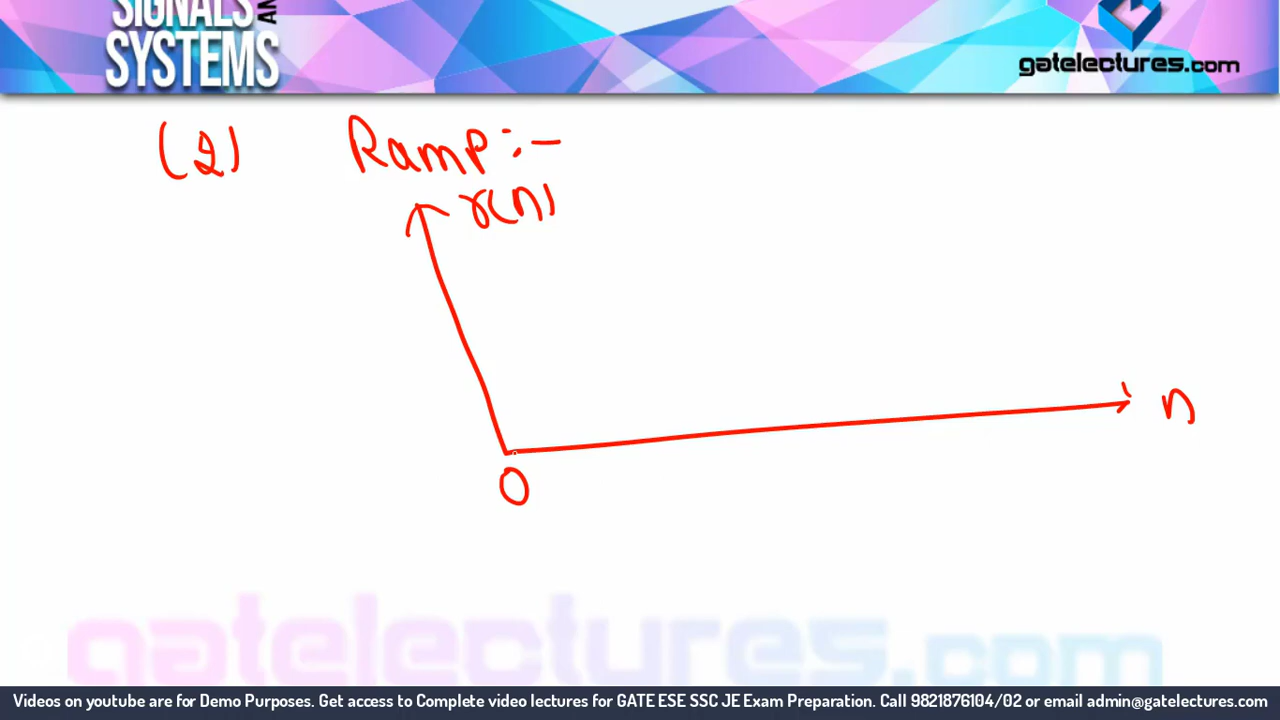 SIGNALS AN
SYSTEMS
gatelectures.com
(2) Ramp :-
r(n)
n
0
gatelectures.com
Videos on youtube are for Demo Purposes. Get access to Complete video lectures for GATE ESE SSC JE Exam Preparation. Call 9821876104/02 or email admin@gatelectures.com